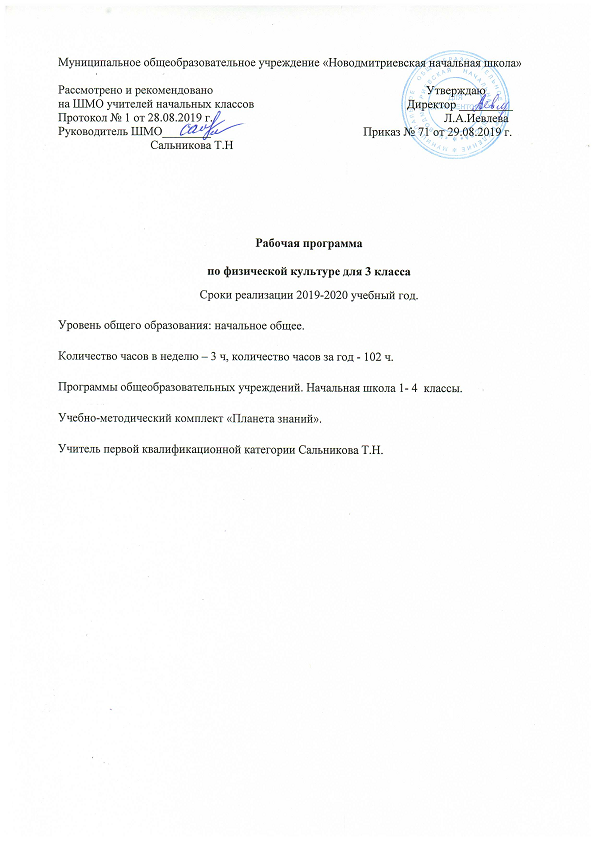 Муниципальное общеобразовательное учреждение «Новодмитриевская начальная школа»
Рассмотрено и рекомендовано Утверждаю
на ШМО учителей начальных классов Директор _________
Протокол № 1 от 28.08.2019 г. Л.А.Иевлева
Руководитель ШМО________ Приказ № 71 от 29.08.2019 г.
Сальникова Т.Н
Рабочая программа
по физической культуре для 3 класса
Сроки реализации 2019-2020 учебный год.
Уровень общего образования: начальное общее.
Количество часов в неделю – 3 ч, количество часов за год - 102 ч.
Программы общеобразовательных учреждений. Начальная школа 1- 4 классы.
Учебно-методический комплект «Планета знаний».
Учитель первой квалификационной категории Сальникова Т.Н.